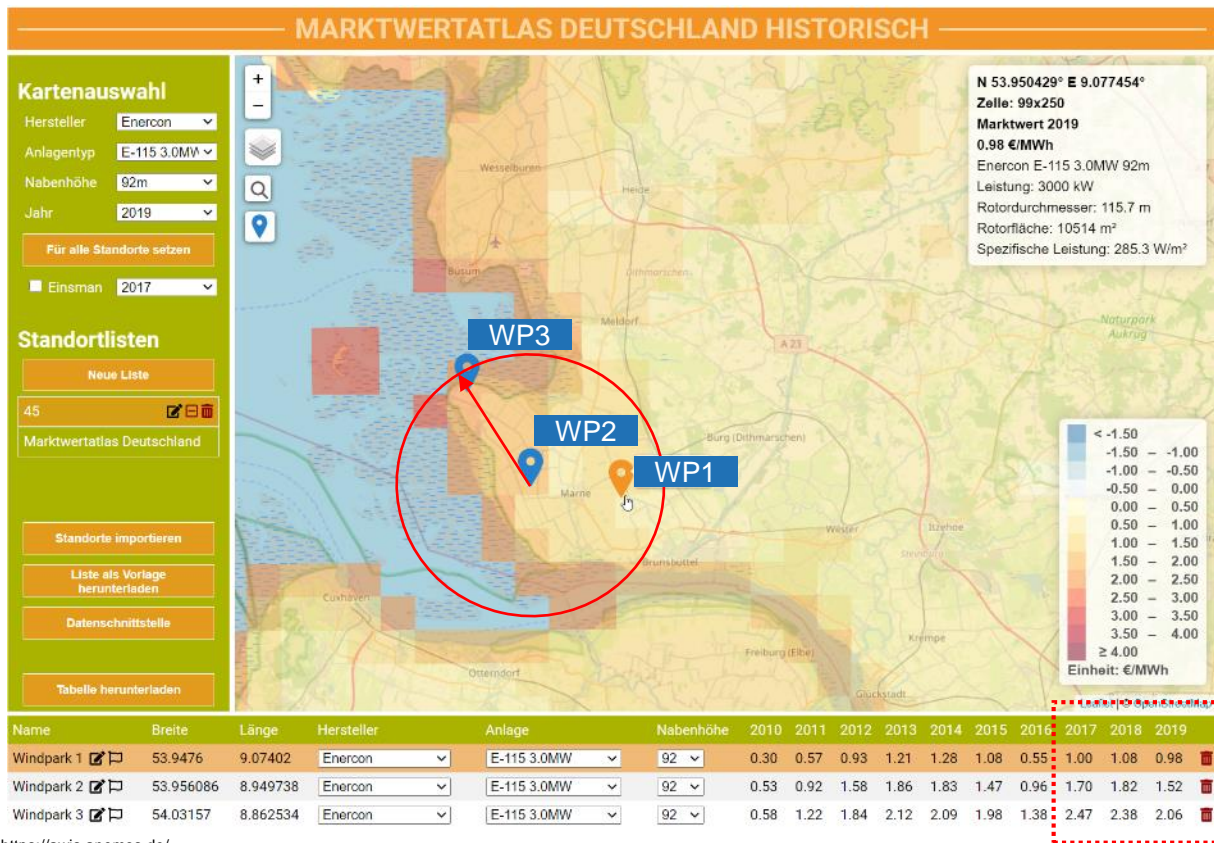 MARKTWERTATLAS DEUTSCHLAND HISTORISCH
Kartenauswahl
Hersteller Enercon
Anlagentyp E-115 3.0MW
Nabenhöhe 92m
Jahr 2019
Für alle Standorte setzen
Einsman 2017
Standortlisten
Neue Liste
45
Marktwertatlas Deutschland
Standorte importieren
Liste als Vorlage
herunterladen
Datenschnittstelle
Tabelle herunterladen
+
−
Wesselburen
Heide
Büsum
Dithmarschen
Meldorf
A 23
Naturpark
Aukrug
WP3
WP2
WP1
Burg (Dithmarschen)
Marne
Wilster
Itzehoe
Steinburg
Brunsbüttel
Cuxhaven
Krempe
Freiburg (Elbe)
Otterndorf
Glückstadt
N 53.950429° E 9.077454°
Zelle: 99x250
Marktwert 2019
0.98 €/MWh
Enercon E-115 3.0MW 92m
Leistung: 3000 kW
Rotordurchmesser: 115.7 m
Rotorfläche: 10514 m²
Spezifische Leistung: 285.3 W/m²
< -1.50
-1.50 – -1.00
-1.00 – -0.50
-0.50 – 0.00
0.00 – 0.50
0.50 – 1.00
1.00 – 1.50
1.50 – 2.00
2.00 – 2.50
2.50 – 3.00
3.00 – 3.50
3.50 – 4.00
≥ 4.00
Einheit: €/MWh
Leaflet | © OpenStreetMap
Name Breite Länge Hersteller Anlage Nabenhöhe 2010 2011 2012 2013 2014 2015 2016 2017 2018 2019
Windpark 1 53.9476 9.07402 Enercon E-115 3.0MW 92 0.30 0.57 0.93 1.21 1.28 1.08 0.55 1.00 1.08 0.98
Windpark 2 53.956086 8.949738 Enercon E-115 3.0MW 92 0.53 0.92 1.58 1.86 1.83 1.47 0.96 1.70 1.82 1.52
Windpark 3 54.03157 8.862534 Enercon E-115 3.0MW 92 0.58 1.22 1.84 2.12 2.09 1.98 1.38 2.47 2.38 2.06